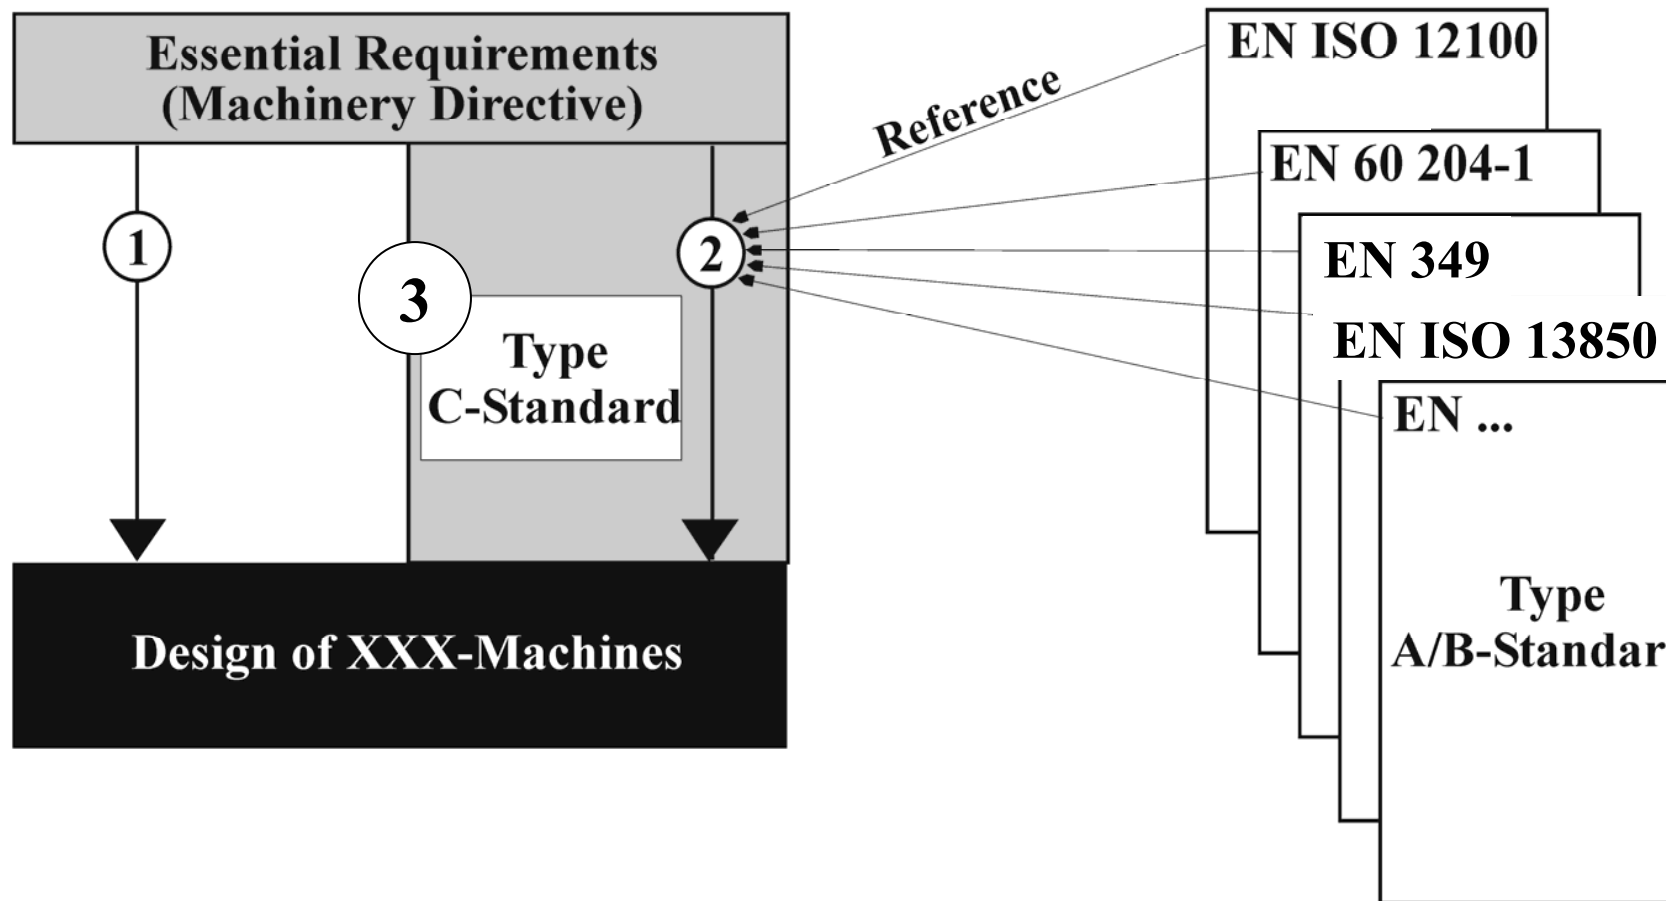 Essential Requirements
(Machinery Directive)
1
2
3
Type
C-Standard
Design of XXX-Machines
Reference
EN ISO 12100
EN 60 204-1
EN 349
EN ISO 13850
EN ...
Type
A/B-Standar